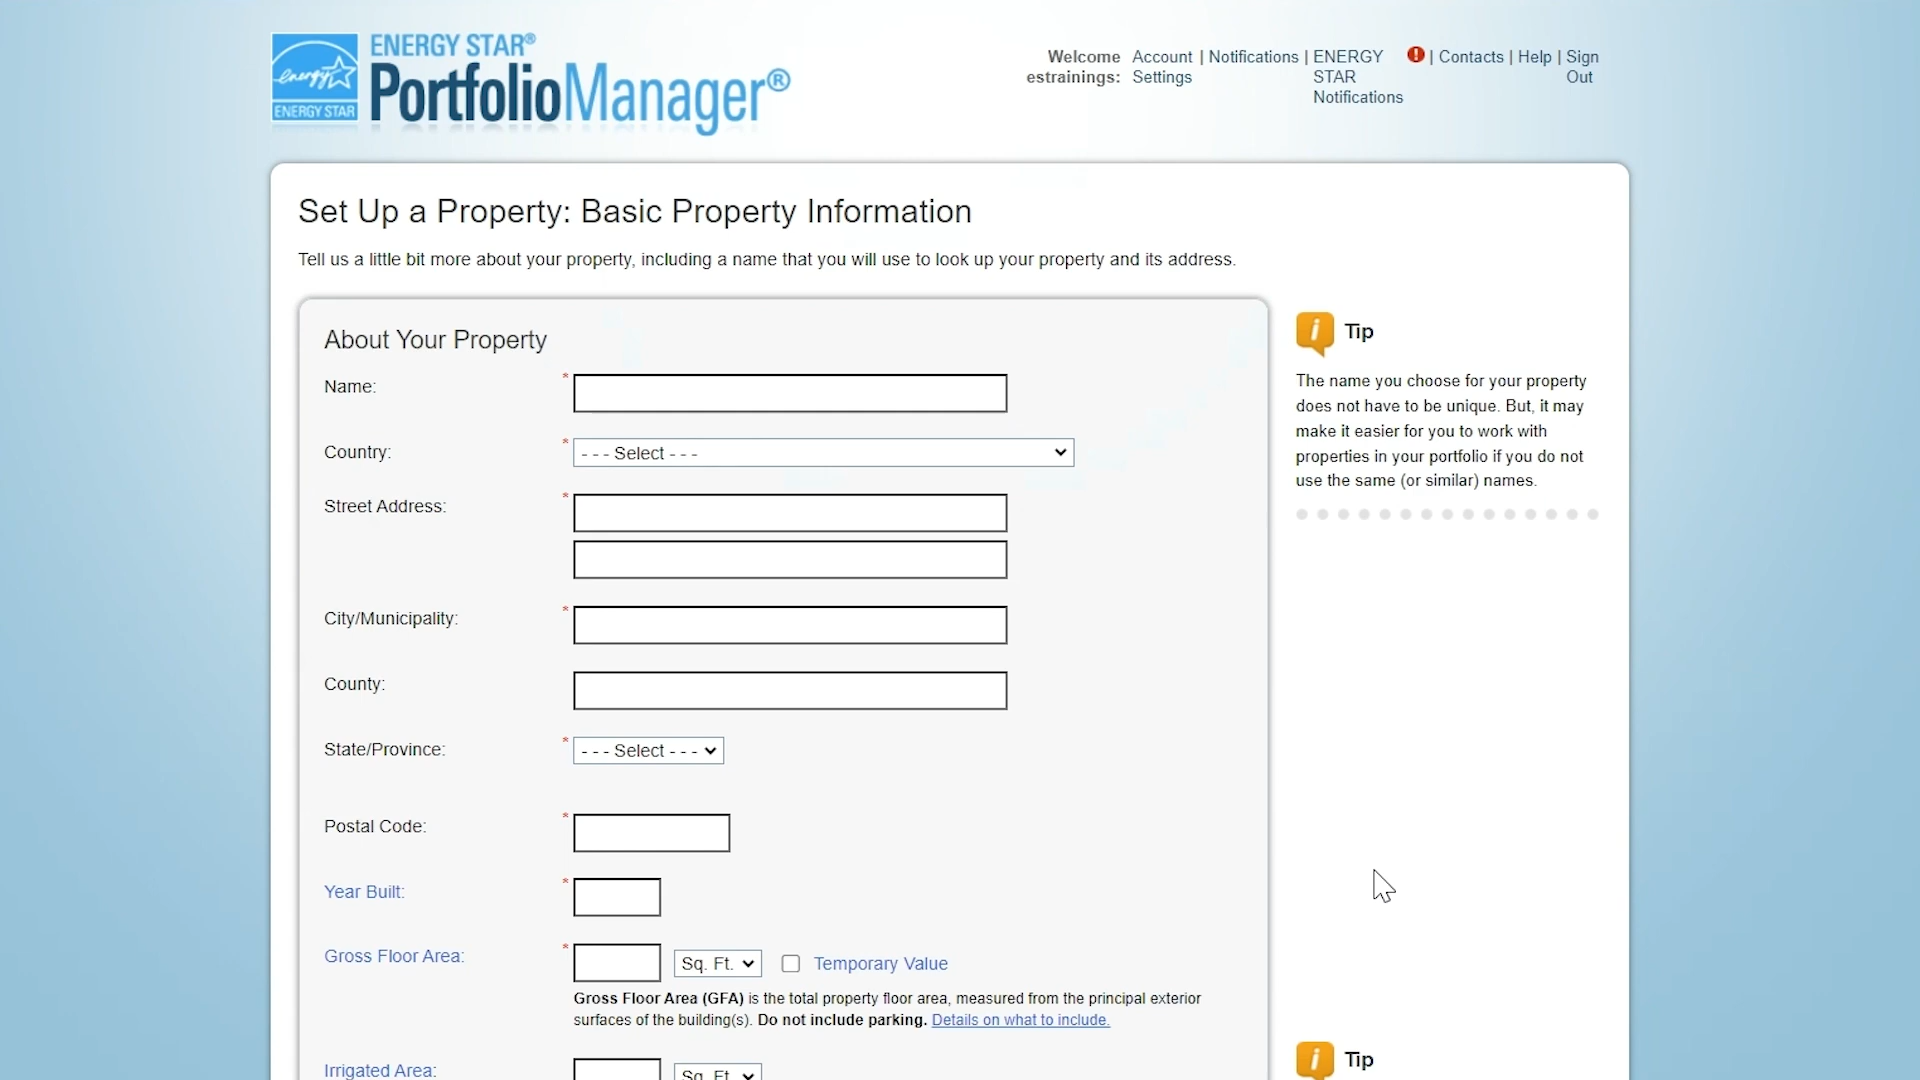 energy
ENERGY STAR
ENERGY STAR®
PortfolioManager®
Welcome estrainings: Account Settings | Notifications | ENERGY STAR Notifications | Contacts | Help | Sign Out
Set Up a Property: Basic Property Information
Tell us a little bit more about your property, including a name that you will use to look up your property and its address.
About Your Property
Name: *
Country: * - - - Select - - -
Street Address: *
City/Municipality: *
County:
State/Province: * - - - Select - - -
Postal Code: *
Year Built: *
Gross Floor Area: * Sq. Ft. Temporary Value
Gross Floor Area (GFA) is the total property floor area, measured from the principal exterior
surfaces of the building(s). Do not include parking. Details on what to include.
Irrigated Area: Sq. Ft.
Tip
The name you choose for your property
does not have to be unique. But, it may
make it easier for you to work with
properties in your portfolio if you do not
use the same (or similar) names.
Tip